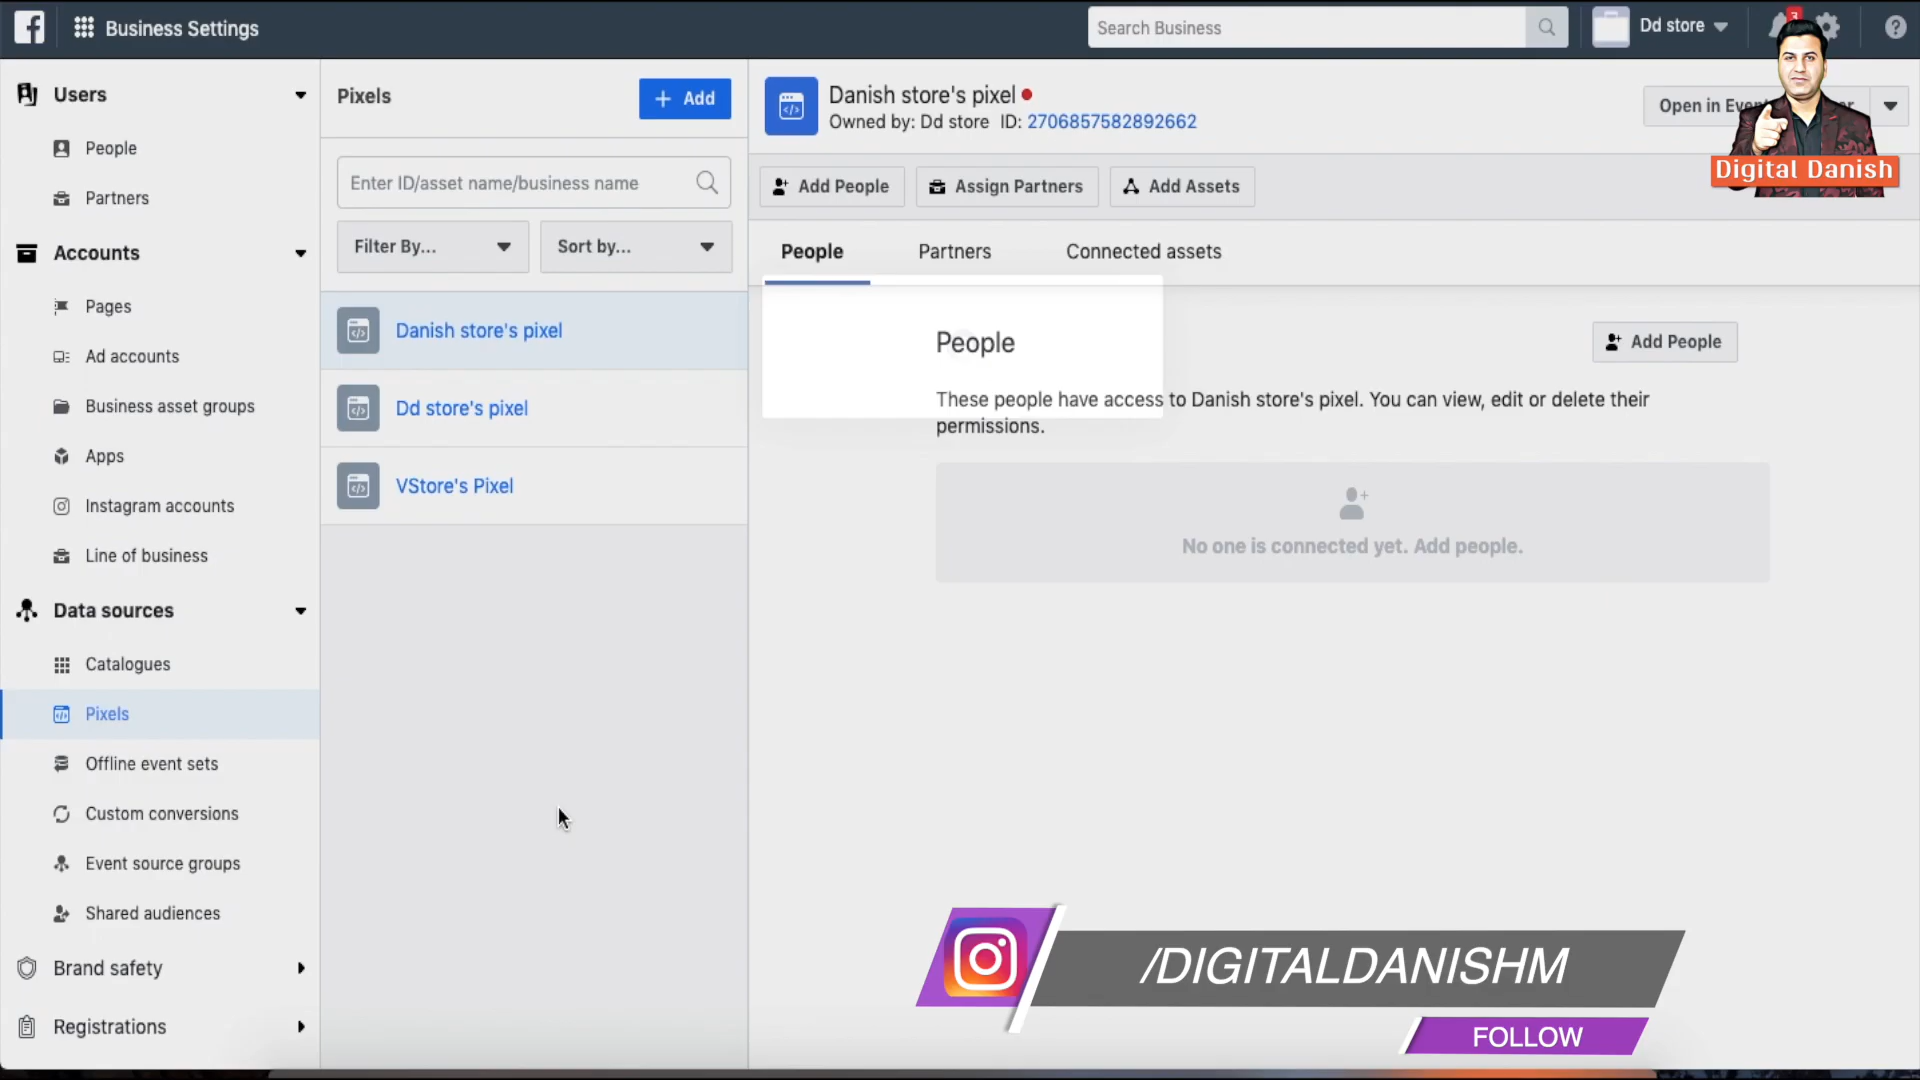 Business Settings
Search Business
Dd store
3
Users
People
Partners
Accounts
Pages
Ad accounts
Business asset groups
Apps
Instagram accounts
Line of business
Data sources
Catalogues
Pixels
Offline event sets
Custom conversions
Event source groups
Shared audiences
Brand safety
Registrations
Pixels
+ Add
Enter ID/asset name/business name
Filter By...
Sort by...
Danish store's pixel
Dd store's pixel
VStore's Pixel
Danish store's pixel
Owned by: Dd store ID: 2706857582892662
Open in
Digital Danish
Add People
Assign Partners
Add Assets
People
Partners
Connected assets
People
Add People
These people have access to Danish store's pixel. You can view, edit or delete their
permissions.
No one is connected yet. Add people.
/DIGITALDANISHM
FOLLOW